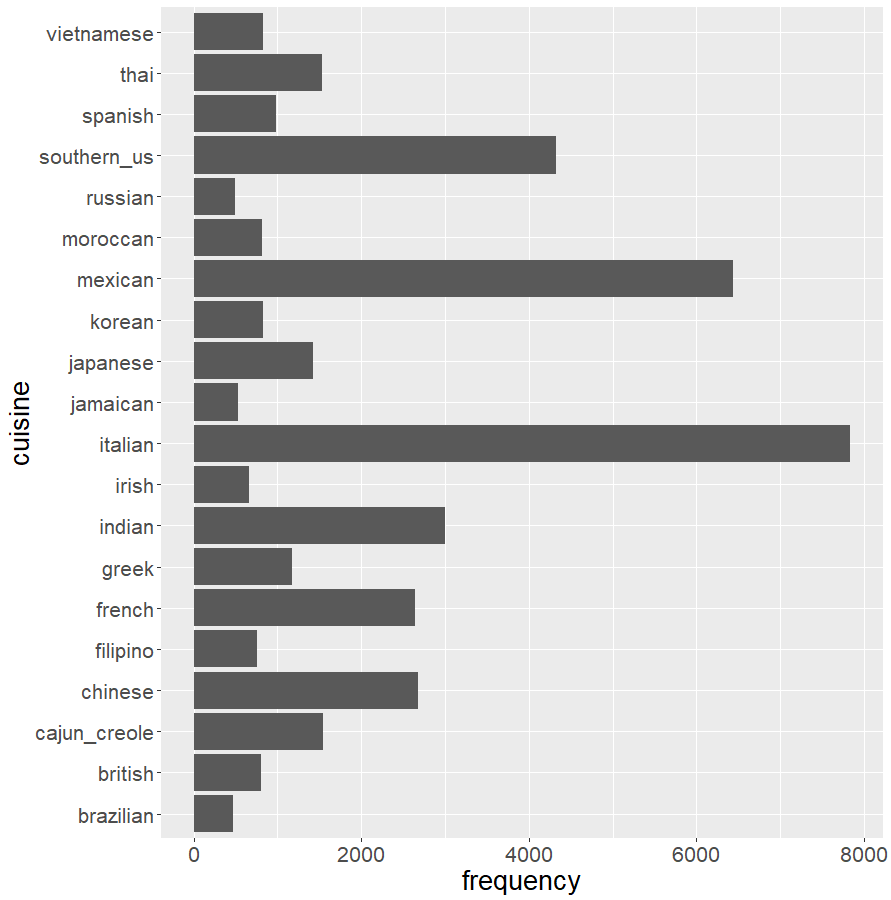 vietnamese
thai
spanish
southern_us
russian
moroccan
mexican
korean
japanese
jamaican
italian
irish
indian
greek
french
filipino
chinese
cajun_creole
british
brazilian
cuisine
0 2000 4000 6000 8000
frequency